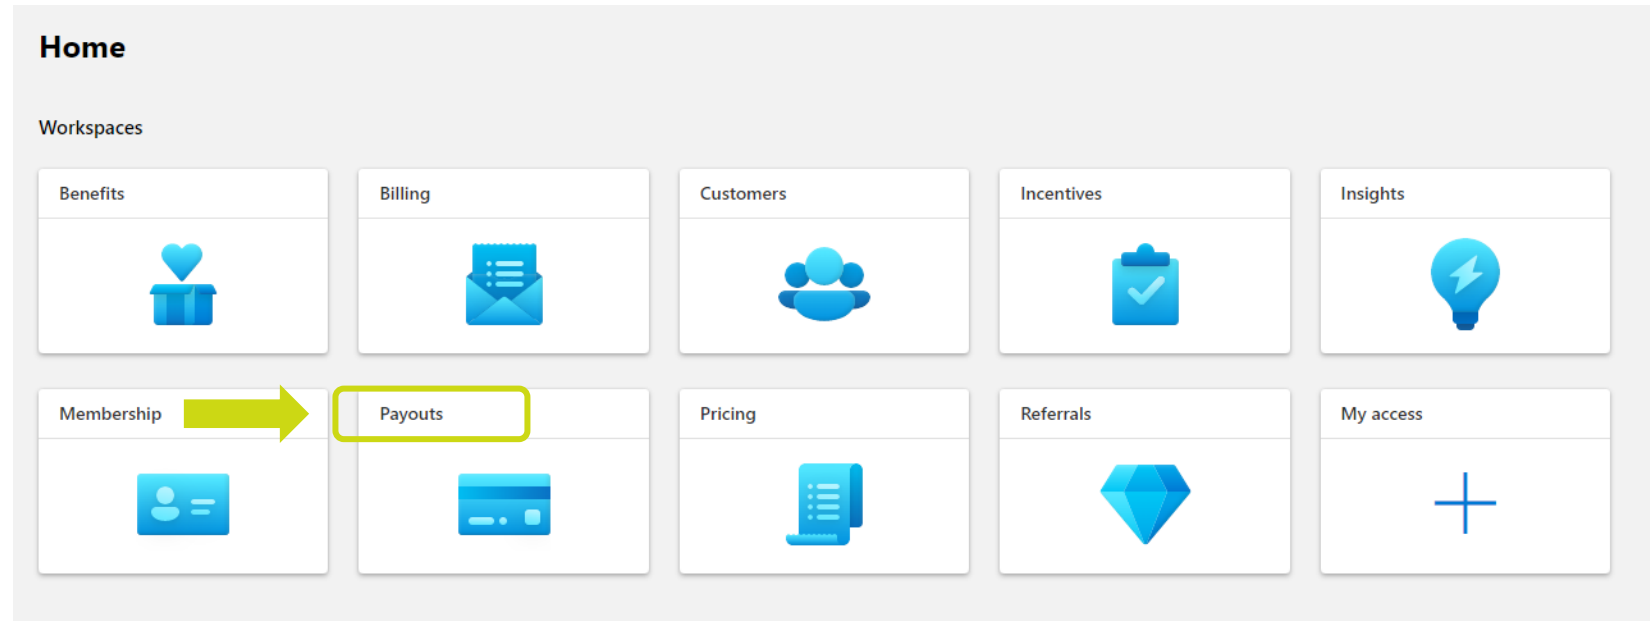 Home
Workspaces
Benefits
Billing
Customers
Incentives
Insights
Membership
Payouts
Pricing
Referrals
My access